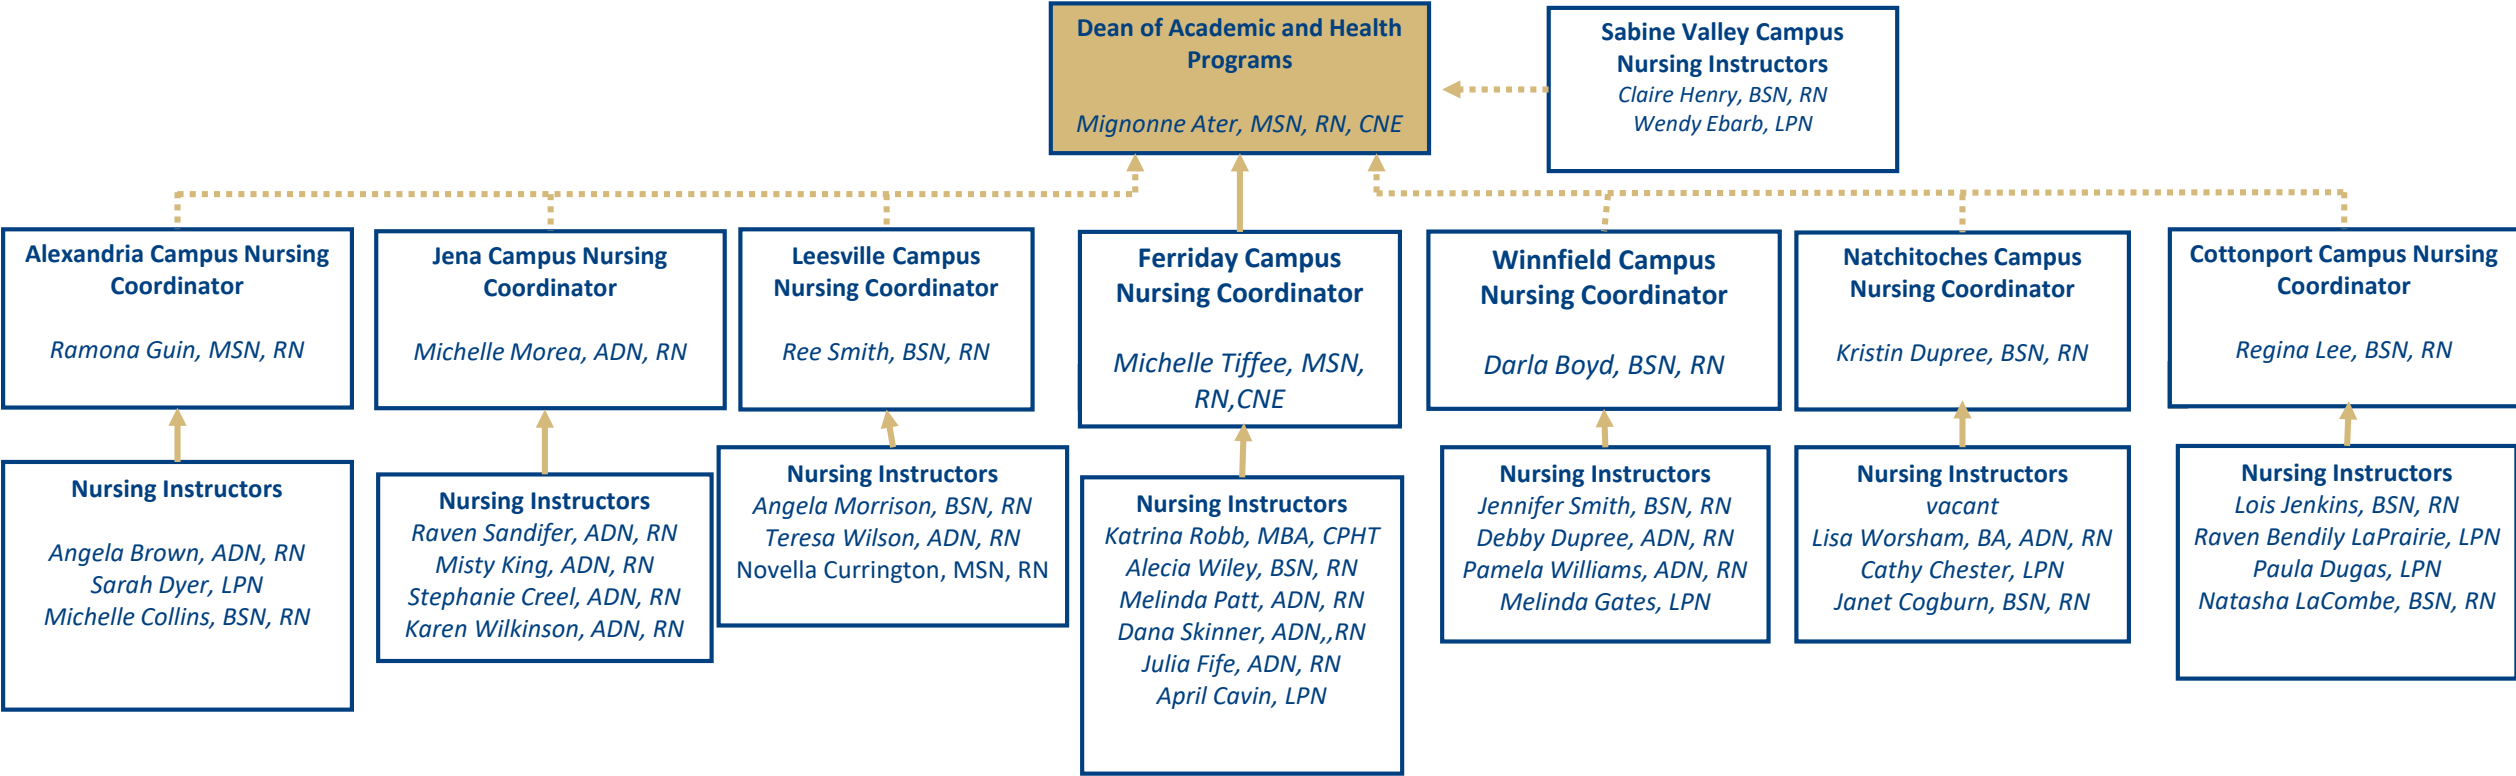 Dean of Academic and Health
Programs
Mignonne Ater, MSN, RN, CNE
Sabine Valley Campus
Nursing Instructors
Claire Henry, BSN, RN
Wendy Ebarb, LPN
Alexandria Campus Nursing
Coordinator
Ramona Guin, MSN, RN
Jena Campus Nursing
Coordinator
Michelle Morea, ADN, RN
Leesville Campus
Nursing Coordinator
Ree Smith, BSN, RN
Ferriday Campus
Nursing Coordinator
Michelle Tiffee, MSN,
RN,CNE
Winnfield Campus
Nursing Coordinator
Darla Boyd, BSN, RN
Natchitoches Campus
Nursing Coordinator
Kristin Dupree, BSN, RN
Cottonport Campus Nursing
Coordinator
Regina Lee, BSN, RN
Nursing Instructors
Angela Brown, ADN, RN
Sarah Dyer, LPN
Michelle Collins, BSN, RN
Nursing Instructors
Raven Sandifer, ADN, RN
Misty King, ADN, RN
Stephanie Creel, ADN, RN
Karen Wilkinson, ADN, RN
Nursing Instructors
Angela Morrison, BSN, RN
Teresa Wilson, ADN, RN
Novella Currington, MSN, RN
Nursing Instructors
Katrina Robb, MBA, CPHT
Alecia Wiley, BSN, RN
Melinda Patt, ADN, RN
Dana Skinner, ADN,,RN
Julia Fife, ADN, RN
April Cavin, LPN
Nursing Instructors
Jennifer Smith, BSN, RN
Debby Dupree, ADN, RN
Pamela Williams, ADN, RN
Melinda Gates, LPN
Nursing Instructors
vacant
Lisa Worsham, BA, ADN, RN
Cathy Chester, LPN
Janet Cogburn, BSN, RN
Nursing Instructors
Lois Jenkins, BSN, RN
Raven Bendily LaPrairie, LPN
Paula Dugas, LPN
Natasha LaCombe, BSN, RN